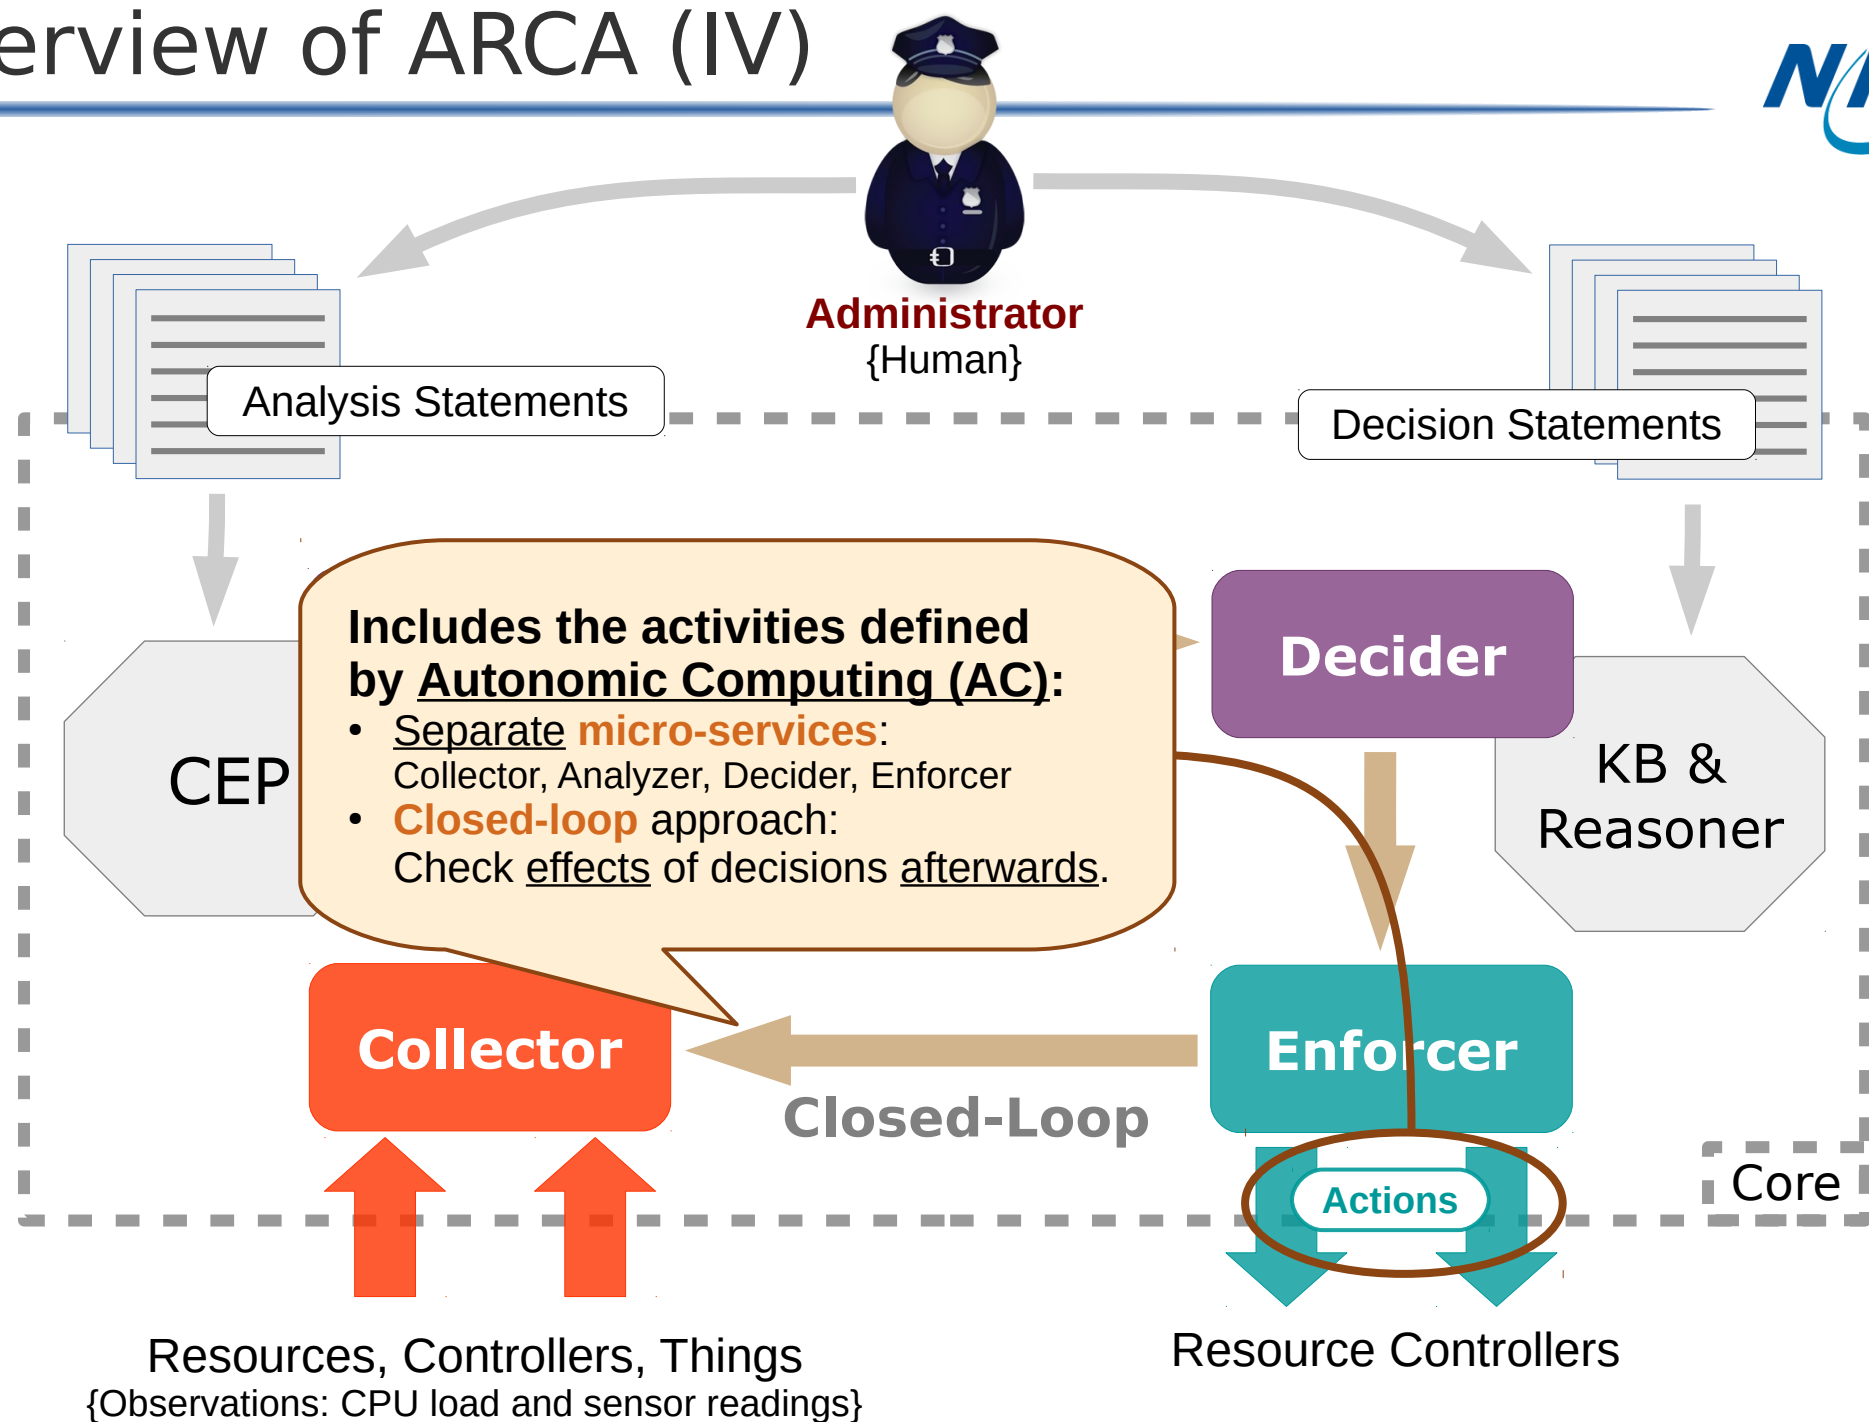 erview of ARCA (IV)
Administrator
{Human}
Analysis Statements
Decision Statements
Includes the activities defined
by Autonomic Computing (AC):
• Separate micro-services:
Collector, Analyzer, Decider, Enforcer
• Closed-loop approach:
Check effects of decisions afterwards.
Decider
CEP
KB &
Reasoner
Collector
Enforcer
Closed-Loop
Actions
Core
Resources, Controllers, Things
{Observations: CPU load and sensor readings}
Resource Controllers